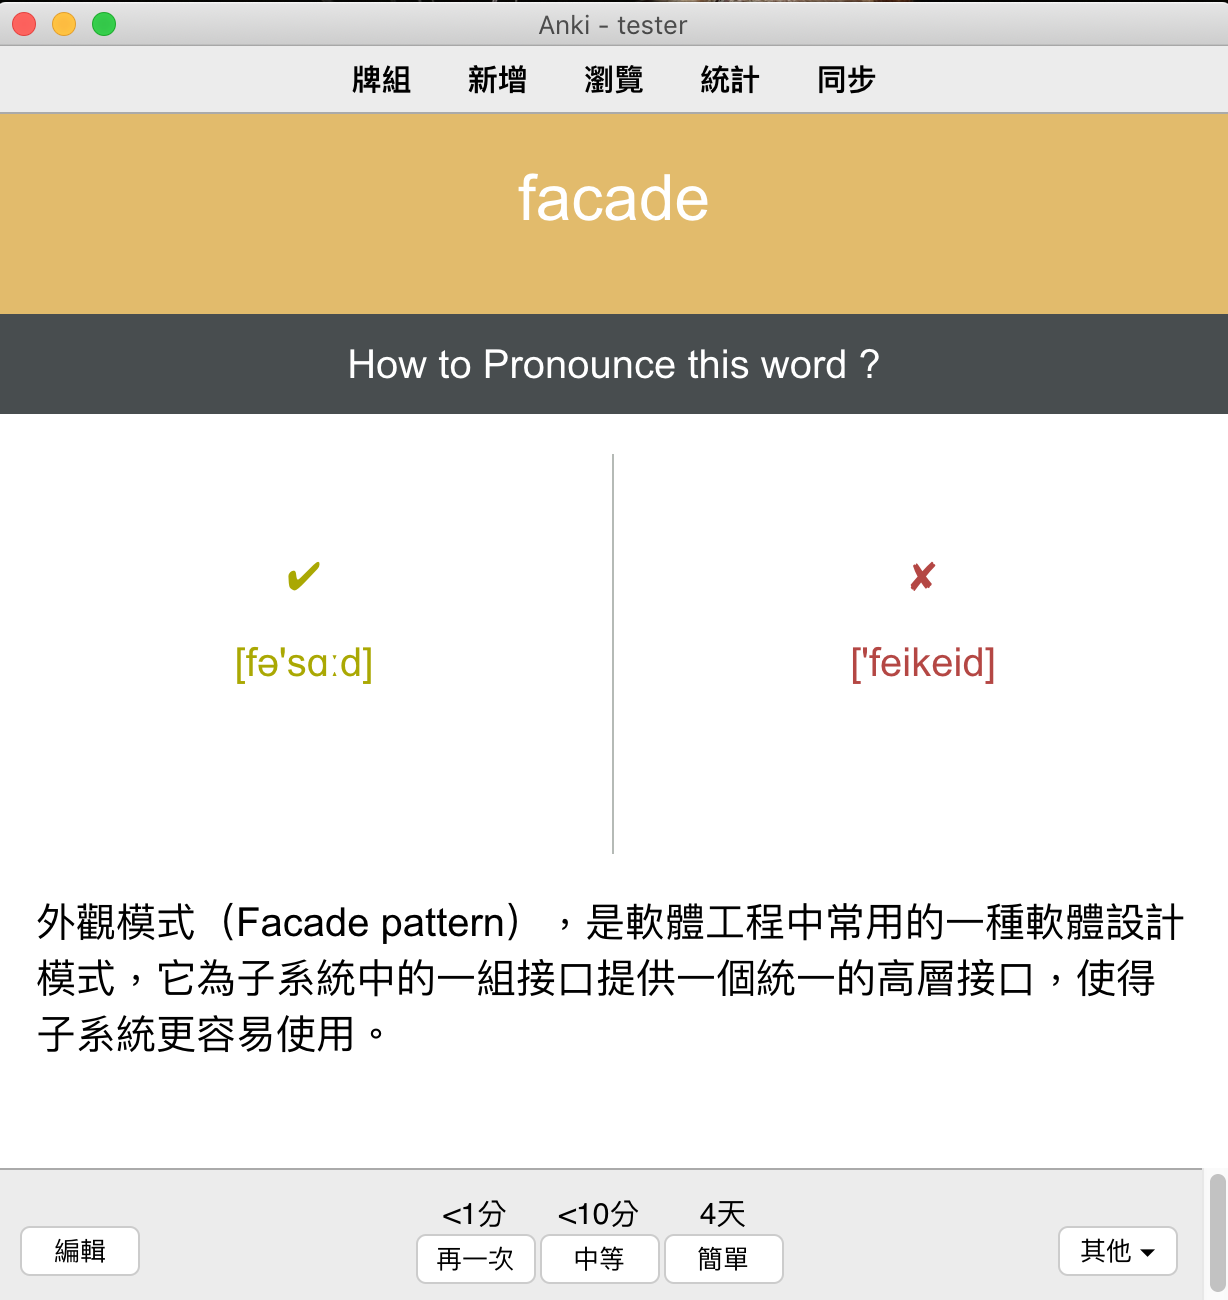 Anki - tester
牌組 新增 瀏覽 統計 同步
facade
How to Pronounce this word ?
✔ ✘
[fə'sɑːd] ['feikeid]
外觀模式（Facade pattern），是軟體工程中常用的一種軟體設計
模式，它為子系統中的一組接口提供一個統一的高層接口，使得
子系統更容易使用。
<1分 <10分 4天
編輯 再一次 中等 簡單 其他